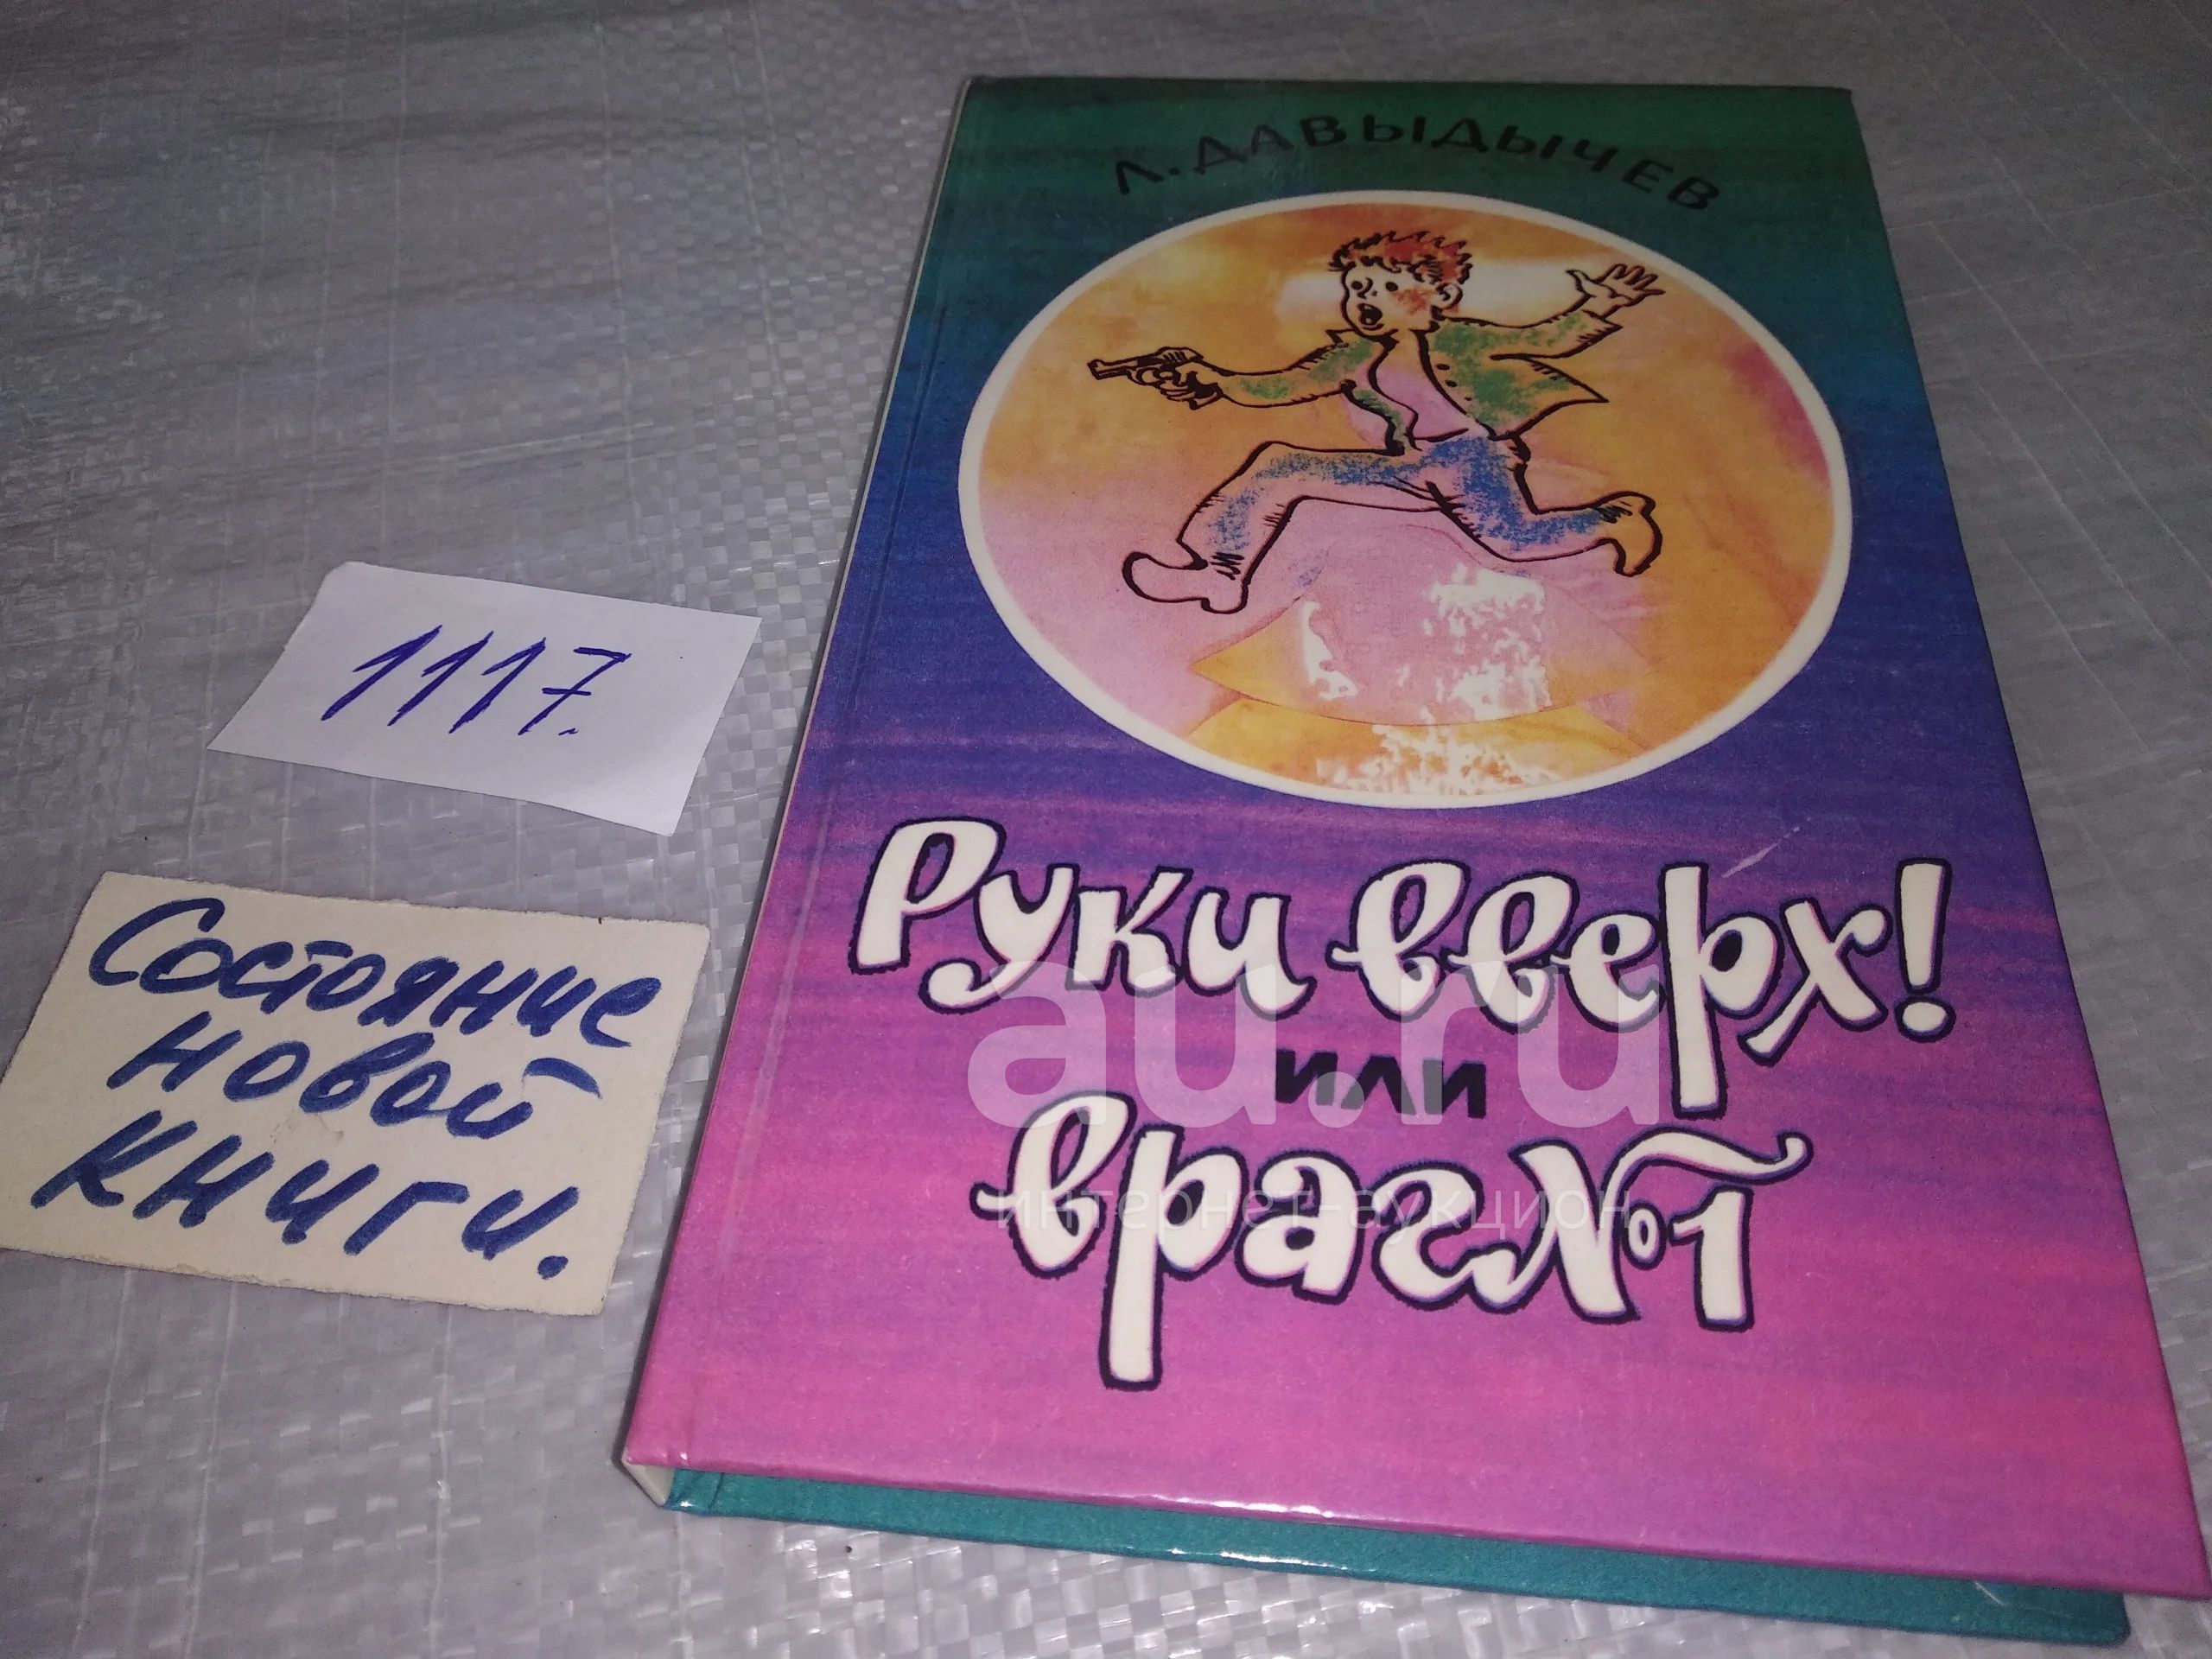 Л. ДАВЫДЫЧЕВ
Руки вверх!
или
враг №1
1117.
Состояние
новой
книги.
au.ru
интернет-аукцион